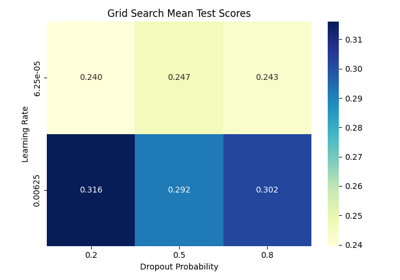 Grid Search Mean Test Scores
Learning Rate
6.25e-05
0.240 0.247 0.243
0.00625
0.316 0.292 0.302
0.2 0.5 0.8
Dropout Probability
0.31
0.30
0.29
0.28
0.27
0.26
0.25
0.24